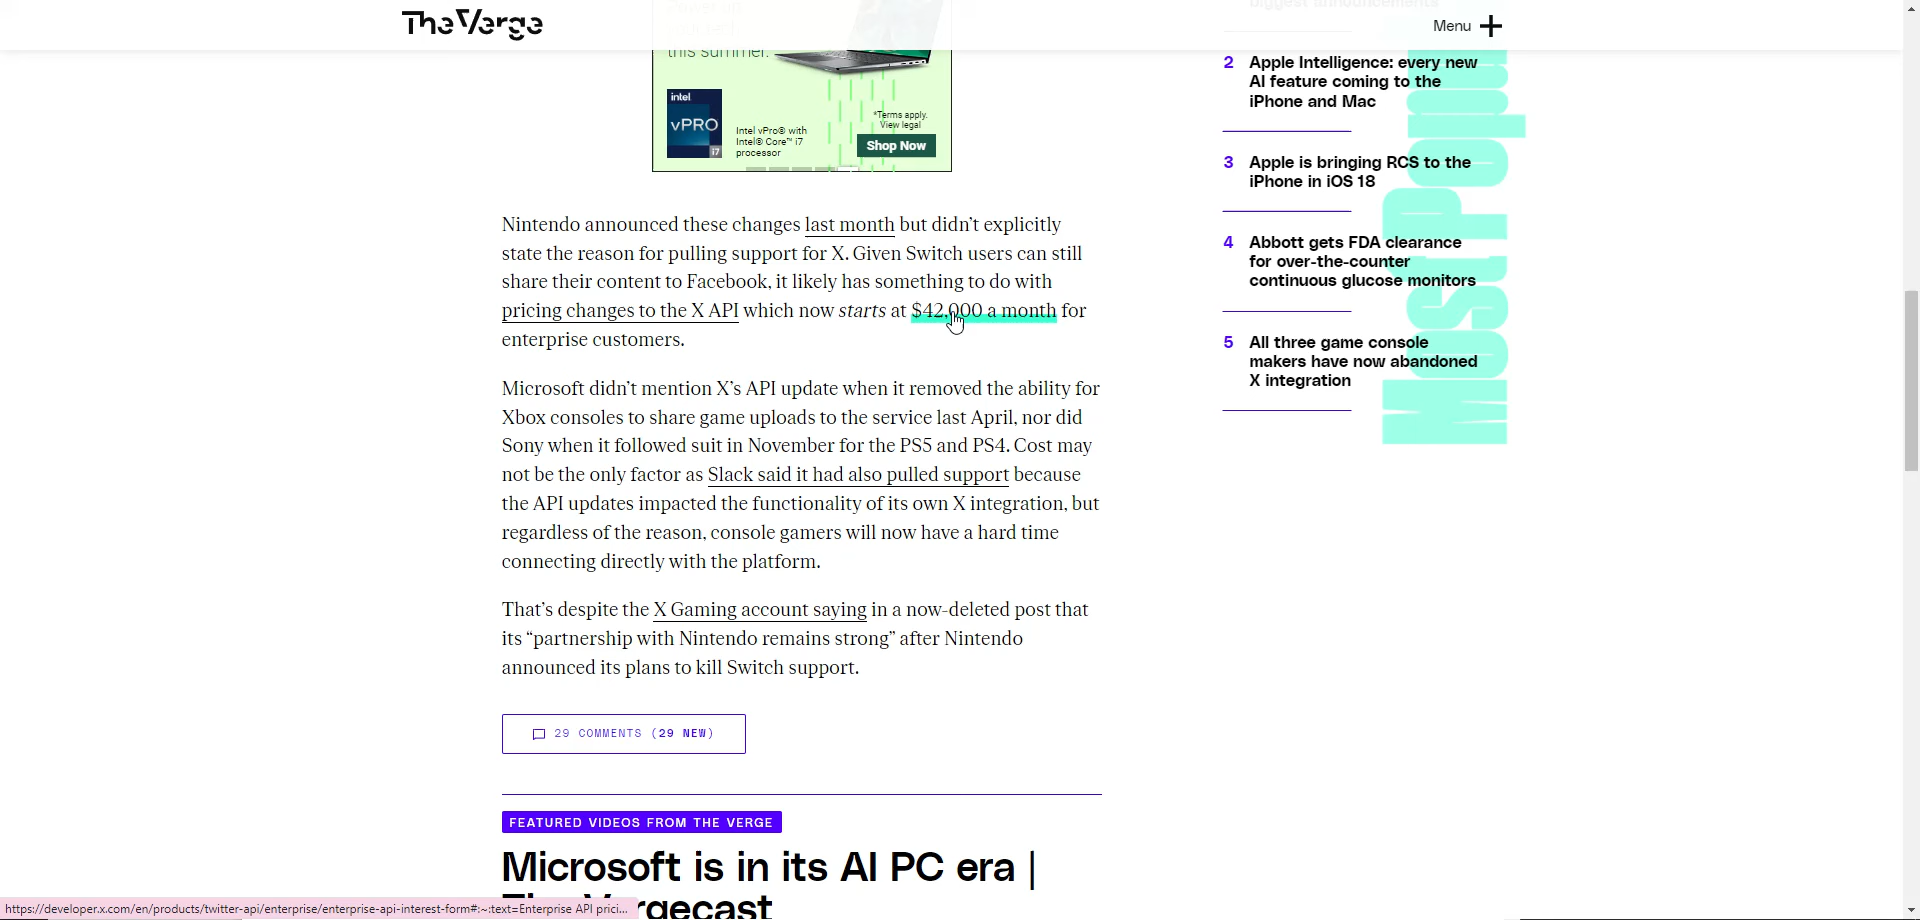 The Verge
Menu
this summer.
intel
vPRO
i7
Intel vPro® with
Intel® Core™ i7
processor
*Terms apply.
View legal
Shop Now
Nintendo announced these changes last month but didn’t explicitly
state the reason for pulling support for X. Given Switch users can still
share their content to Facebook, it likely has something to do with
pricing changes to the X API which now starts at $42,000 a month for
enterprise customers.
Microsoft didn’t mention X’s API update when it removed the ability for
Xbox consoles to share game uploads to the service last April, nor did
Sony when it followed suit in November for the PS5 and PS4. Cost may
not be the only factor as Slack said it had also pulled support because
the API updates impacted the functionality of its own X integration, but
regardless of the reason, console gamers will now have a hard time
connecting directly with the platform.
That’s despite the X Gaming account saying in a now-deleted post that
its “partnership with Nintendo remains strong” after Nintendo
announced its plans to kill Switch support.
29 COMMENTS (29 NEW)
FEATURED VIDEOS FROM THE VERGE
Microsoft is in its AI PC era |
The Vergecast
biggest announcements
2 Apple Intelligence: every new
AI feature coming to the
iPhone and Mac
3 Apple is bringing RCS to the
iPhone in iOS 18
4 Abbott gets FDA clearance
for over-the-counter
continuous glucose monitors
5 All three game console
makers have now abandoned
X integration
Most
https://developer.x.com/en/products/twitter-api/enterprise/enterprise-api-interest-form#:~:text=Enterprise API prici...